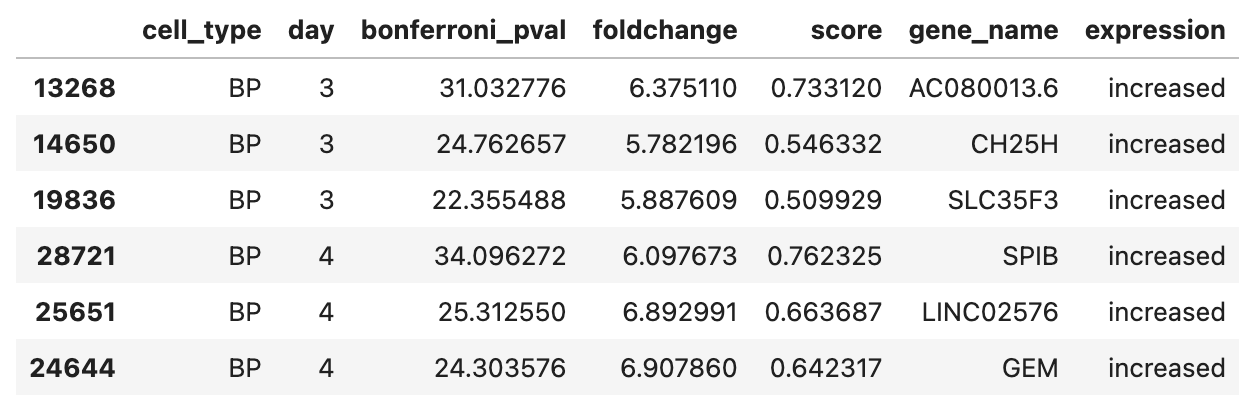 cell_type day bonferroni_pval foldchange score gene_name expression
13268 BP 3 31.032776 6.375110 0.733120 AC080013.6 increased
14650 BP 3 24.762657 5.782196 0.546332 CH25H increased
19836 BP 3 22.355488 5.887609 0.509929 SLC35F3 increased
28721 BP 4 34.096272 6.097673 0.762325 SPIB increased
25651 BP 4 25.312550 6.892991 0.663687 LINC02576 increased
24644 BP 4 24.303576 6.907860 0.642317 GEM increased